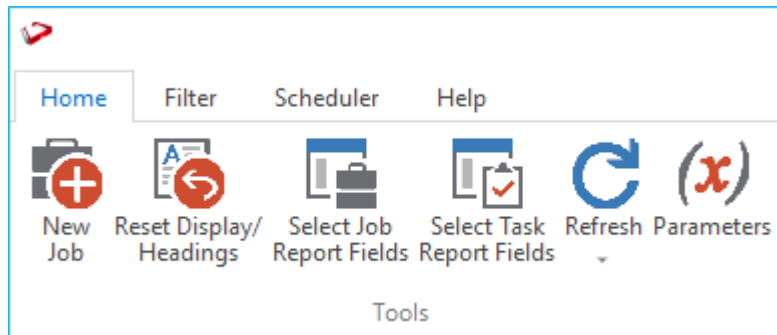 Home Filter Scheduler Help
New Reset Display/ Select Job Select Task Refresh Parameters
Job Headings Report Fields Report Fields
Tools